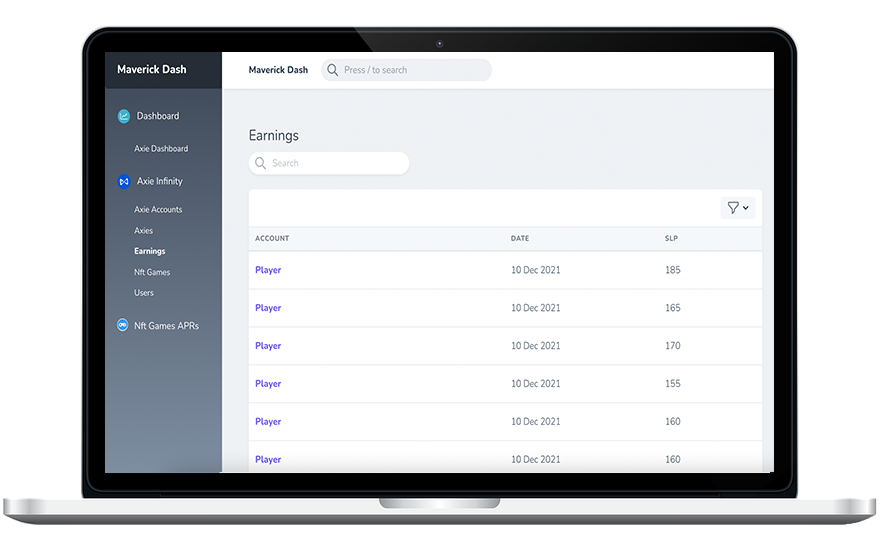 Maverick Dash
Dashboard
Axie Dashboard
Axie Infinity
Axie Accounts
Axies
Earnings
Nft Games
Users
Nft Games APRs
Maverick Dash
Press / to search
Earnings
Search
ACCOUNT DATE SLP
Player 10 Dec 2021 185
Player 10 Dec 2021 165
Player 10 Dec 2021 170
Player 10 Dec 2021 155
Player 10 Dec 2021 160
Player 10 Dec 2021 160